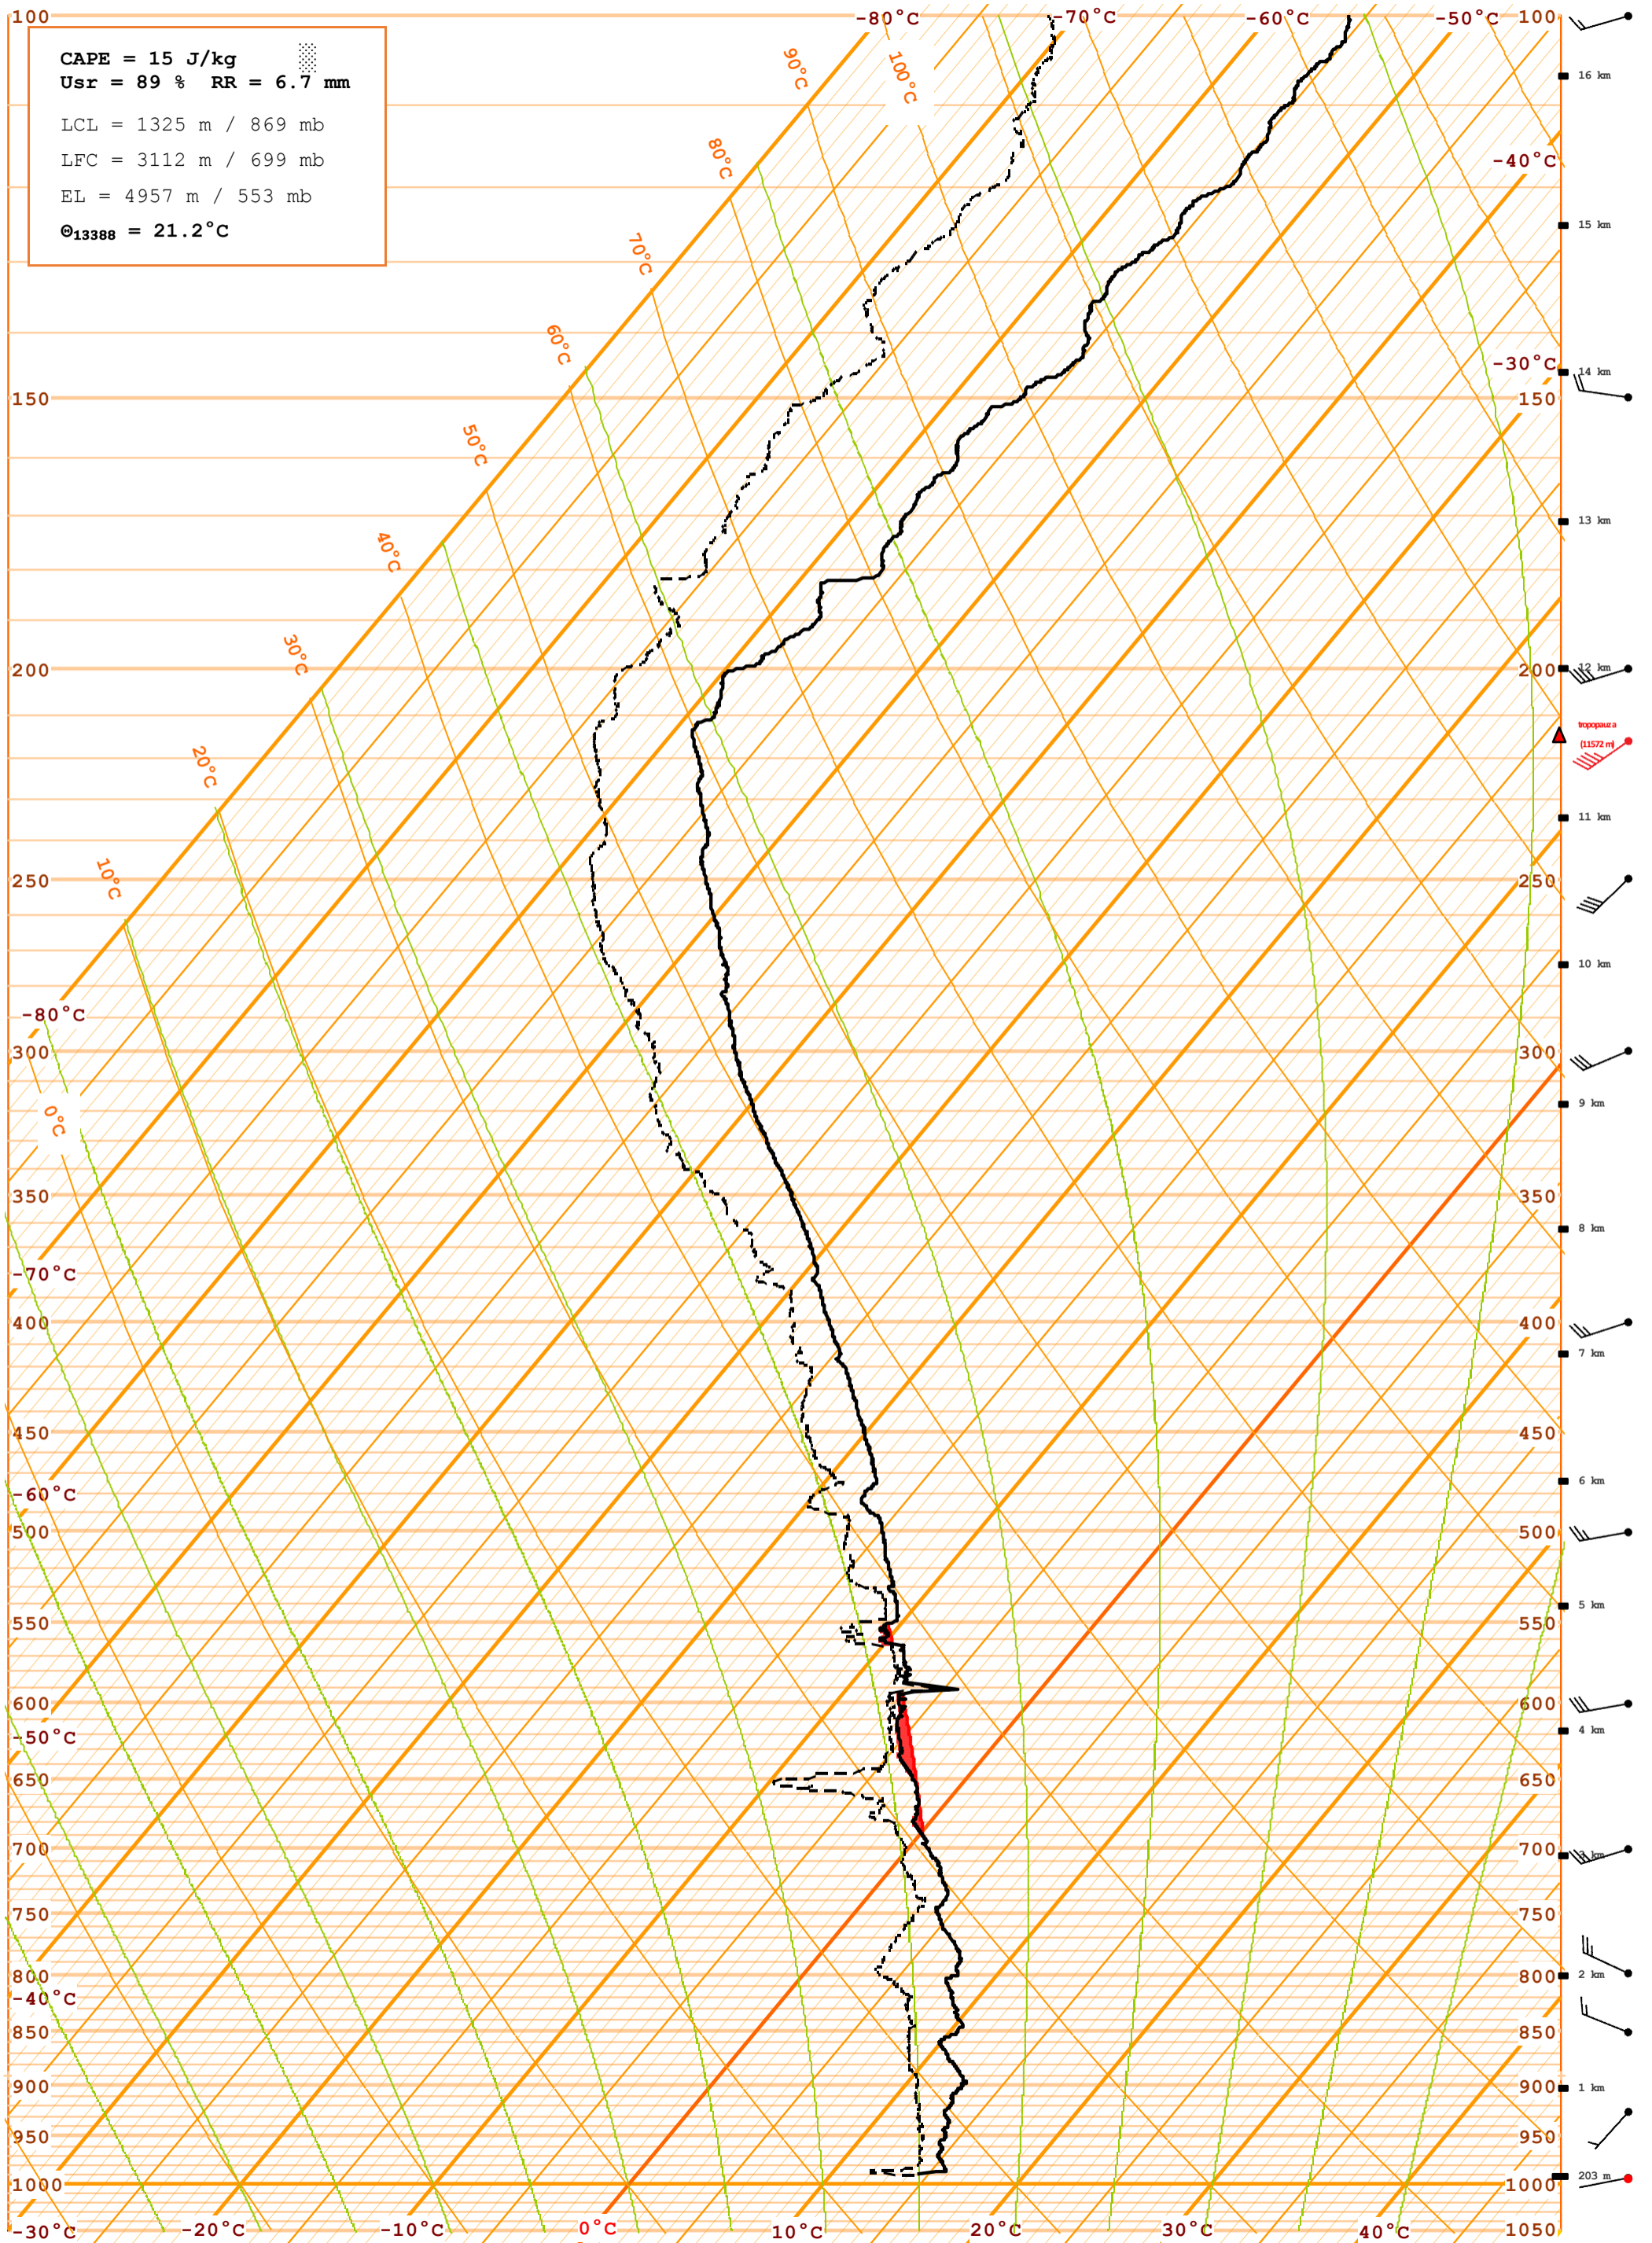 100 -80°C -70°C -60°C -50°C 100
CAPE = 15 J/kg
Usr = 89 % RR = 6.7 mm
LCL = 1325 m / 869 mb
LFC = 3112 m / 699 mb
EL = 4957 m / 553 mb
Θ13388 = 21.2°C
90°C 100°C
16 km
80°C
-40°C
70°C
15 km
60°C
-30°C
14 km
150 150
50°C
40°C
13 km
30°C
200 200 12 km
20°C
tropopauza
(11572 m)
11 km
10°C
250 250
10 km
-80°C
300 300
0°C
9 km
350 350
8 km
-70°C
400 400
7 km
450 450
6 km
-60°C
500 500
5 km
550 550
600 600
4 km
-50°C
650 650
700 700
3 km
750 750
800 800 2 km
-40°C
850 850
900 900 1 km
950 950
203 m
1000 1000
-30°C -20°C -10°C 0°C 10°C 20°C 30°C 40°C 1050